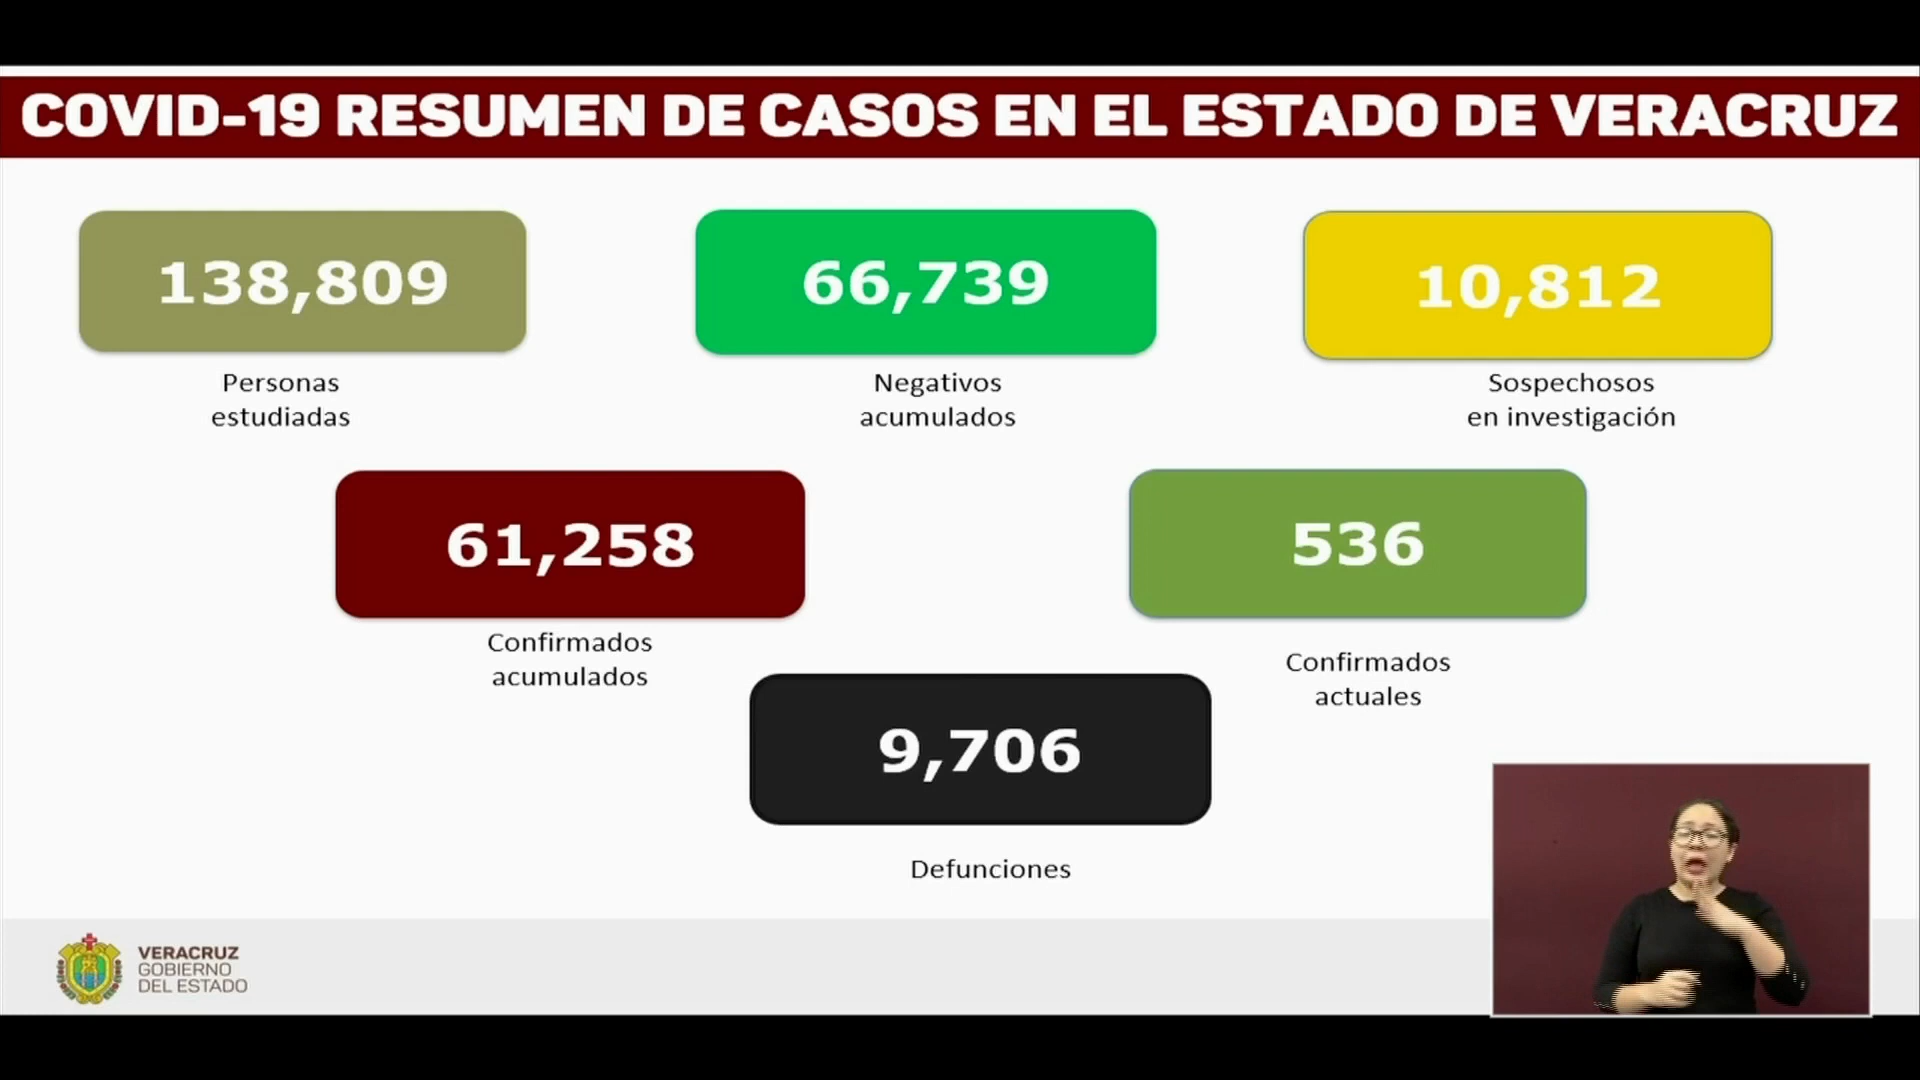 COVID-19 RESUMEN DE CASOS EN EL ESTADO DE VERACRUZ
138,809
Personas
estudiadas
66,739
Negativos
acumulados
10,812
Sospechosos
en investigación
61,258
Confirmados
acumulados
536
Confirmados
actuales
9,706
Defunciones
VERACRUZ
GOBIERNO
DEL ESTADO